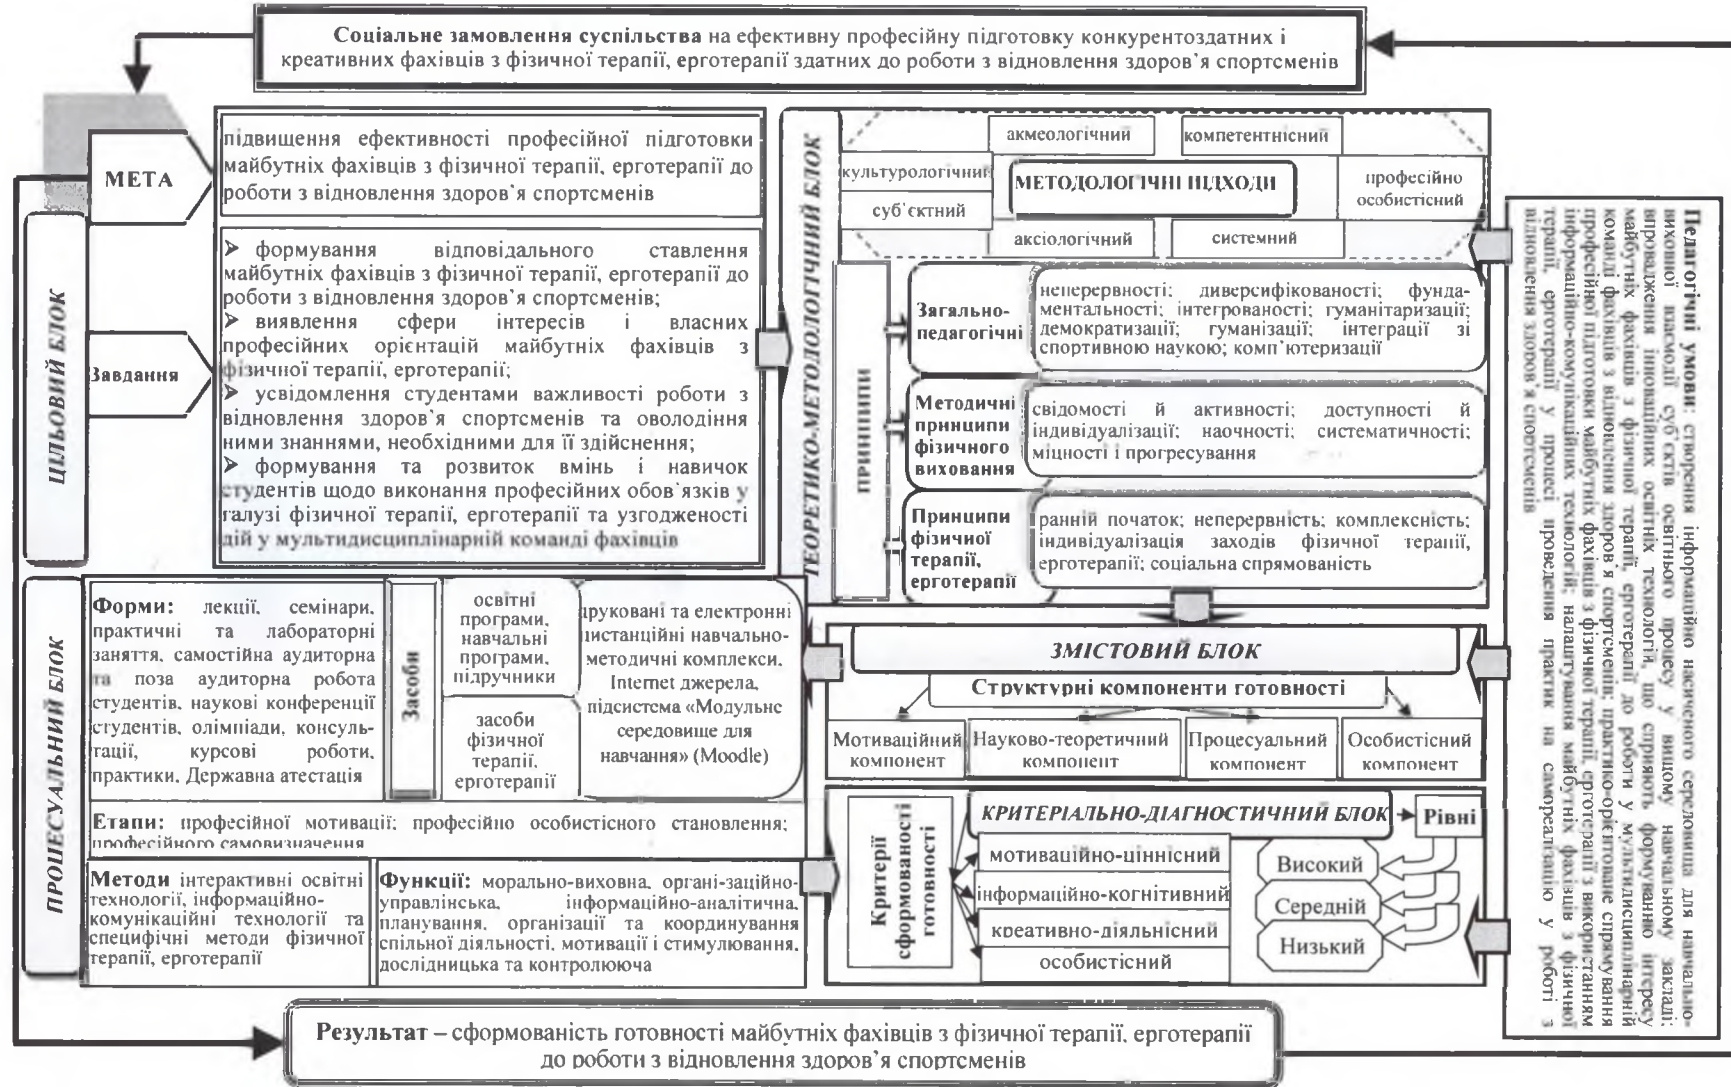 Соціальне замовлення суспільства на ефективну професійну підготовку конкурентоздатних і
креативних фахівців з фізичної терапії, ерготерапії здатних до роботи з відновлення здоров'я спортсменів
ЦІЛЬОВИЙ БЛОК
МЕТА
підвищення ефективності професійної підготовки
майбутніх фахівців з фізичної терапії, ерготерапії до
роботи з відновлення здоров'я спортсменів
Завдання
➢ формування відповідального ставлення
майбутніх фахівців з фізичної терапії, ерготерапії до
роботи з відновлення здоров'я спортсменів;
➢ виявлення сфери інтересів і власних
професійних орієнтацій майбутніх фахівців з
фізичної терапії, ерготерапії;
➢ усвідомлення студентами важливості роботи з
відновлення здоров'я спортсменів та оволодіння
ними знаннями, необхідними для її здійснення;
➢ формування та розвиток вмінь і навичок
студентів щодо виконання професійних обов'язків у
галузі фізичної терапії, ерготерапії та узгодженості
дій у мультидисциплінарній команді фахівців
ТЕОРЕТИКО-МЕТОДОЛОГІЧНИЙ БЛОК
акмеологічний
компетентнісний
культурологічний
МЕТОДОЛОГІЧНІ ПІДХОДИ
професійно
особистісний
суб'єктний
аксіологічний
системний
ПРИНЦИПИ
Загально-
педагогічні
неперервності; диверсифікованості; фунда-
ментальності; інтегрованості; гуманітаризації;
демократизації; гуманізації; інтеграції зі
спортивною наукою; комп'ютеризації
Методичні
принципи
фізичного
виховання
свідомості й активності; доступності й
індивідуалізації; наочності; систематичності;
міцності і прогресування
Принципи
фізичної
терапії,
ерготерапії
ранній початок; неперервність; комплексність;
індивідуалізація заходів фізичної терапії,
ерготерапії; соціальна спрямованість
Педагогічні умови: створення інформаційно насиченого середовища для навчально-
виховної взаємодії суб'єктів освітнього процесу у вищому навчальному закладі;
впровадження інноваційних освітніх технологій, що сприяють формуванню інтересу
майбутніх фахівців з фізичної терапії, ерготерапії до роботи у мультидисциплінарній
команді фахівців з відновлення здоров'я спортсменів; практико-орієнтоване спрямування
професійної підготовки майбутніх фахівців з фізичної терапії, ерготерапії з використанням
інформаційно-комунікаційних технологій; налаштування майбутніх фахівців з фізичної
терапії, ерготерапії у процесі проведення практик на самореалізацію у роботі з
відновлення здоров'я спортсменів
ПРОЦЕСУАЛЬНИЙ БЛОК
Форми: лекції, семінари,
практичні та лабораторні
заняття, самостійна аудиторна
та поза аудиторна робота
студентів, наукові конференції
студентів, олімпіади, консуль-
тації, курсові роботи,
практики, Державна атестація
Засоби
освітні
програми,
навчальні
програми,
підручники
засоби
фізичної
терапії,
ерготерапії
друковані та електронні
дистанційні навчально-
методичні комплекси,
Internet джерела,
підсистема «Модульне
середовище для
навчання» (Moodle)
Етапи: професійної мотивації; професійно особистісного становлення;
професійного самовизначення
Методи інтерактивні освітні
технології, інформаційно-
комунікаційні технології та
специфічні методи фізичної
терапії, ерготерапії
Функції: морально-виховна, органі-заційно-
управлінська, інформаційно-аналітична,
планування, організації та координування
спільної діяльності, мотивації і стимулювання,
дослідницька та контролююча
ЗМІСТОВИЙ БЛОК
Структурні компоненти готовності
Мотиваційний
компонент
Науково-теоретичний
компонент
Процесуальний
компонент
Особистісний
компонент
Критерії
сформованості
готовності
КРИТЕРІАЛЬНО-ДІАГНОСТИЧНИЙ БЛОК
Рівні
мотиваційно-ціннісний
інформаційно-когнітивний
креативно-діяльнісний
особистісний
Високий
Середній
Низький
Результат – сформованість готовності майбутніх фахівців з фізичної терапії, ерготерапії
до роботи з відновлення здоров'я спортсменів